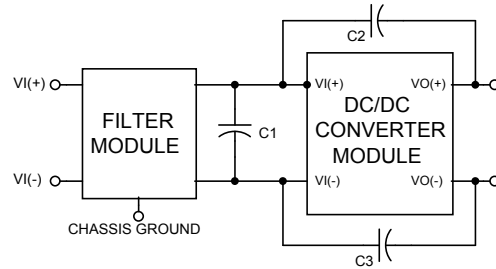 C2
VI(+)
FILTER
MODULE
VI(-)
CHASSIS GROUND
C1
VI(+)
VO(+)
DC/DC
CONVERTER
MODULE
VI(-)
VO(-)
C3